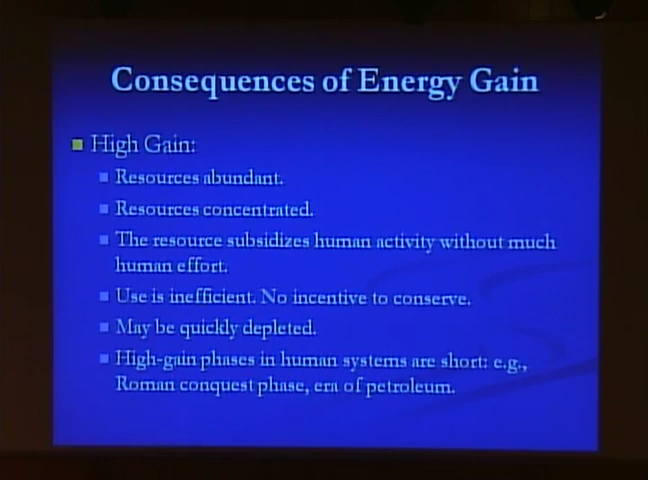 Consequences of Energy Gain
High Gain:
Resources abundant.
Resources concentrated.
The resource subsidizes human activity without much
human effort.
Use is inefficient. No incentive to conserve.
May be quickly depleted.
High-gain phases in human systems are short: e.g.,
Roman conquest phase, era of petroleum.